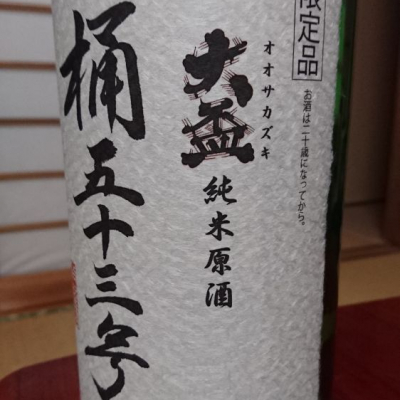 限定品
お酒は二十歳になってから。
オオサカズキ
大盃
純米原酒
桶五十三号